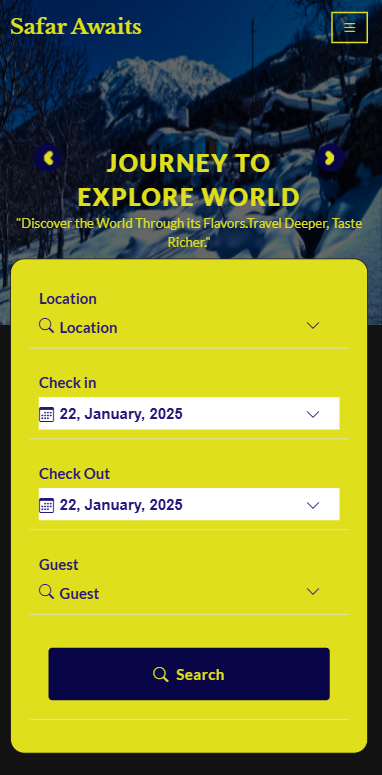 Safar Awaits
JOURNEY TO
EXPLORE WORLD
"Discover the World Through its Flavors.Travel Deeper, Taste
Richer."
Location
Location
Check in
22, January, 2025
Check Out
22, January, 2025
Guest
Guest
Search